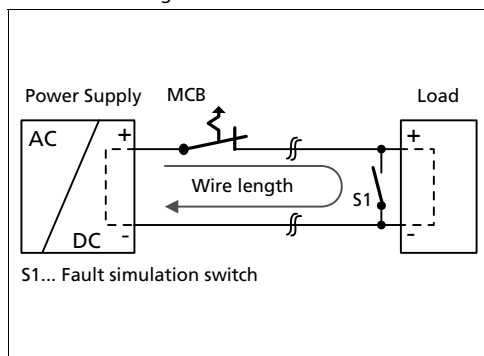 Power Supply MCB Load
AC + +
Wire length
S1
DC - -
S1... Fault simulation switch